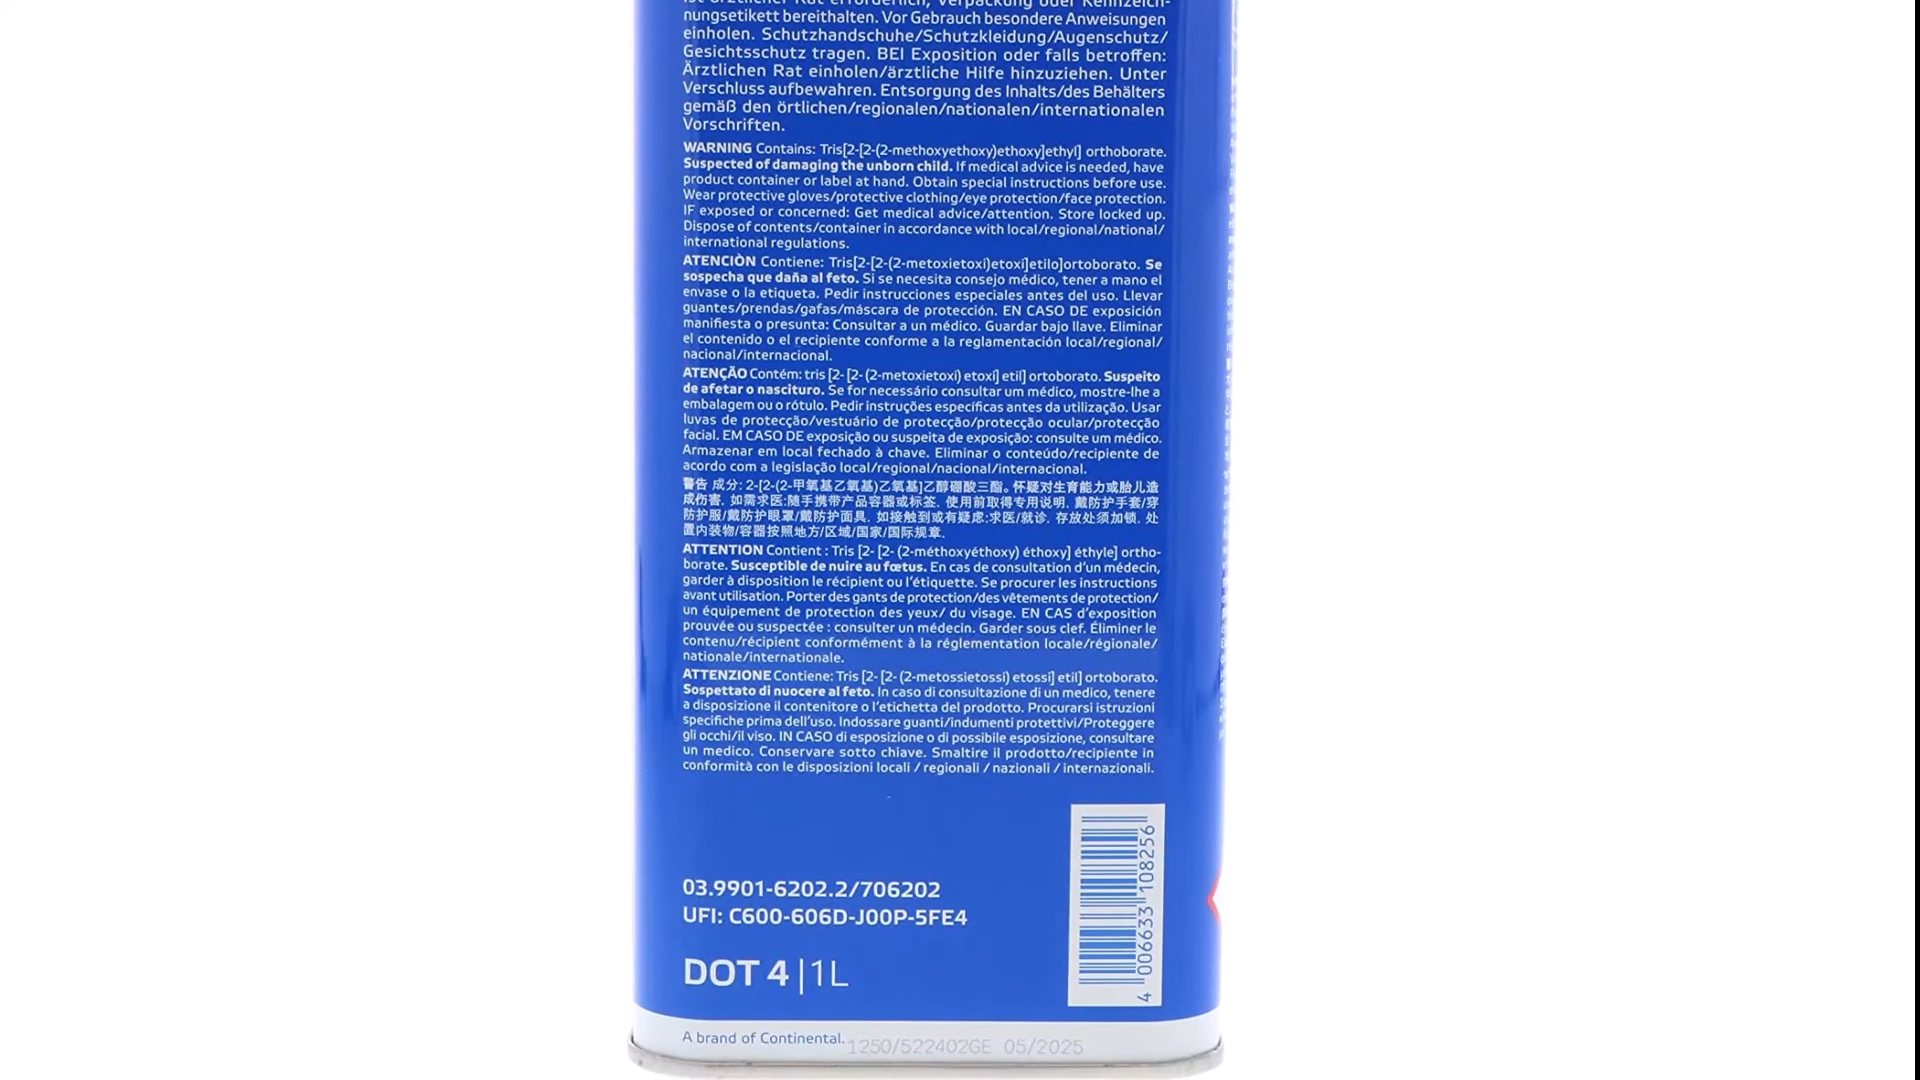 ist ärztlicher Rat erforderlich, Verpackung oder Kennzeich-
nungsetikett bereithalten. Vor Gebrauch besondere Anweisungen
einholen. Schutzhandschuhe/Schutzkleidung/Augenschutz/
Gesichtsschutz tragen. BEI Exposition oder falls betroffen:
Ärztlichen Rat einholen/ärztliche Hilfe hinzuziehen. Unter
Verschluss aufbewahren. Entsorgung des Inhalts/des Behälters
gemäß den örtlichen/regionalen/nationalen/internationalen
Vorschriften.
WARNING Contains: Tris[2-[2-(2-methoxyethoxy)ethoxy]ethyl] orthoborate.
Suspected of damaging the unborn child. If medical advice is needed, have
product container or label at hand. Obtain special instructions before use.
Wear protective gloves/protective clothing/eye protection/face protection.
IF exposed or concerned: Get medical advice/attention. Store locked up.
Dispose of contents/container in accordance with local/regional/national/
international regulations.
ATENCIÒN Contiene: Tris[2-[2-(2-metoxietoxi)etoxi]etilo]ortoborato. Se
sospecha que daña al feto. Si se necesita consejo médico, tener a mano el
envase o la etiqueta. Pedir instrucciones especiales antes del uso. Llevar
guantes/prendas/gafas/máscara de protección. EN CASO DE exposición
manifiesta o presunta: Consultar a un médico. Guardar bajo llave. Eliminar
el contenido o el recipiente conforme a la reglamentación local/regional/
nacional/internacional.
ATENÇÃO Contém: tris [2- [2- (2-metoxietoxi) etoxi] etil] ortoborato. Suspeito
de afetar o nascituro. Se for necessário consultar um médico, mostre-lhe a
embalagem ou o rótulo. Pedir instruções específicas antes da utilização. Usar
luvas de protecção/vestuário de protecção/protecção ocular/protecção
facial. EM CASO DE exposição ou suspeita de exposição: consulte um médico.
Armazenar em local fechado à chave. Eliminar o conteúdo/recipiente de
acordo com a legislação local/regional/nacional/internacional.
警告 成分: 2-[2-(2-甲氧基乙氧基)乙氧基]乙醇硼酸三酯。怀疑对生育能力或胎儿造
成伤害. 如需求医:随手携带产品容器或标签. 使用前取得专用说明. 戴防护手套/穿
防护服/戴防护眼罩/戴防护面具. 如接触到或有疑虑:求医/就诊. 存放处须加锁. 处
置内装物/容器按照地方/区域/国家/国际规章.
ATTENTION Contient : Tris [2- [2- (2-méthoxyéthoxy) éthoxy] éthyle] ortho-
borate. Susceptible de nuire au fœtus. En cas de consultation d’un médecin,
garder à disposition le récipient ou l’étiquette. Se procurer les instructions
avant utilisation. Porter des gants de protection/des vêtements de protection/
un équipement de protection des yeux/ du visage. EN CAS d’exposition
prouvée ou suspectée : consulter un médecin. Garder sous clef. Éliminer le
contenu/récipient conformément à la réglementation locale/régionale/
nationale/internationale.
ATTENZIONE Contiene: Tris [2- [2- (2-metossietossi) etossi] etil] ortoborato.
Sospettato di nuocere al feto. In caso di consultazione di un medico, tenere
a disposizione il contenitore o l’etichetta del prodotto. Procurarsi istruzioni
specifiche prima dell’uso. Indossare guanti/indumenti protettivi/Proteggere
gli occhi/il viso. IN CASO di esposizione o di possibile esposizione, consultare
un medico. Conservare sotto chiave. Smaltire il prodotto/recipiente in
conformità con le disposizioni locali / regionali / nazionali / internazionali.
03.9901-6202.2/706202
UFI: C600-606D-J00P-5FE4
DOT 4 | 1L
4 006633 108256
A brand of Continental.
1250/522402GE 05/2025